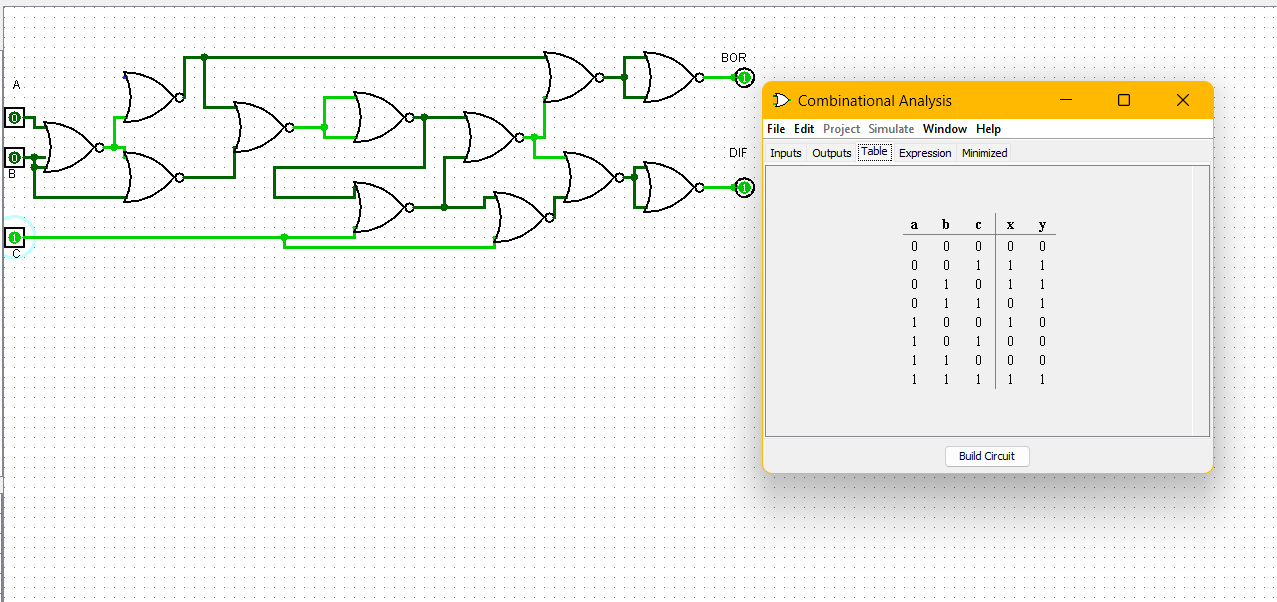 A
B
C
0
0
1
BOR
1
DIF
1
Combinational Analysis
File Edit Project Simulate Window Help
Inputs Outputs Table Expression Minimized
a b c x y
0 0 0 0 0
0 0 1 1 1
0 1 0 1 1
0 1 1 0 1
1 0 0 1 0
1 0 1 0 0
1 1 0 0 0
1 1 1 1 1
Build Circuit